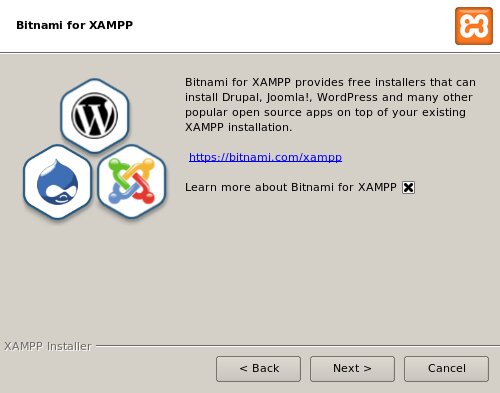 Bitnami for XAMPP
Bitnami for XAMPP provides free installers that can
install Drupal, Joomla!, WordPress and many other
popular open source apps on top of your existing
XAMPP installation.
https://bitnami.com/xampp
Learn more about Bitnami for XAMPP
XAMPP Installer
< Back
Next >
Cancel